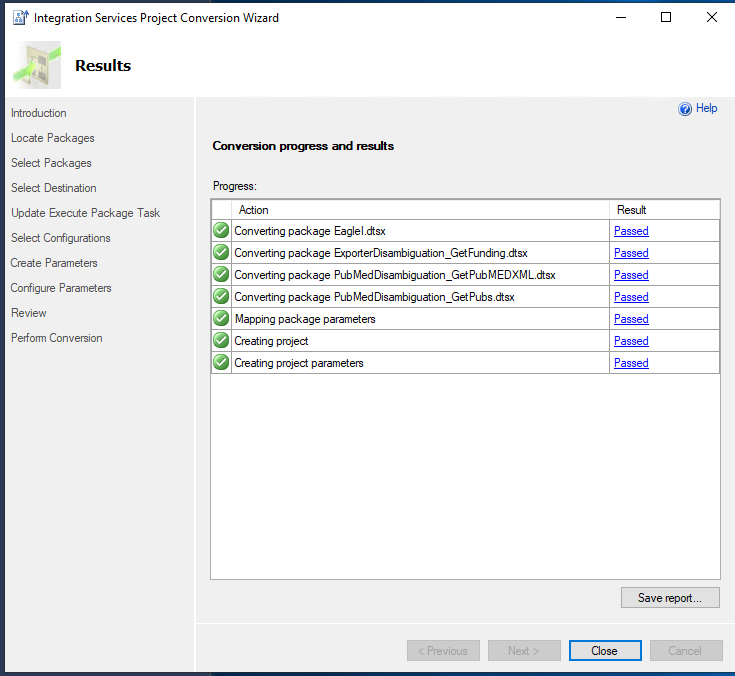 Integration Services Project Conversion Wizard
Results
Introduction
Locate Packages
Select Packages
Select Destination
Update Execute Package Task
Select Configurations
Create Parameters
Configure Parameters
Review
Perform Conversion
Help
Conversion progress and results
Progress:
Action Result
Converting package EagleI.dtsx Passed
Converting package ExporterDisambiguation_GetFunding.dtsx Passed
Converting package PubMedDisambiguation_GetPubMEDXML.dtsx Passed
Converting package PubMedDisambiguation_GetPubs.dtsx Passed
Mapping package parameters Passed
Creating project Passed
Creating project parameters Passed
Save report...
< Previous Next > Close Cancel